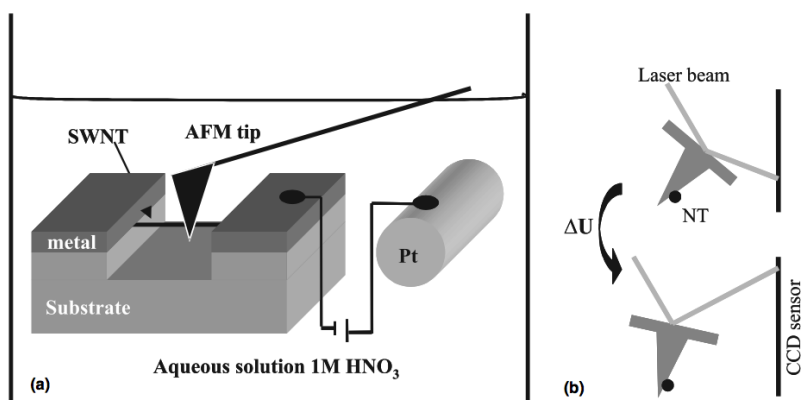 SWNT
AFM tip
metal
Pt
Substrate
Aqueous solution 1M HNO₃
(a)
Laser beam
NT
ΔU
CCD sensor
(b)